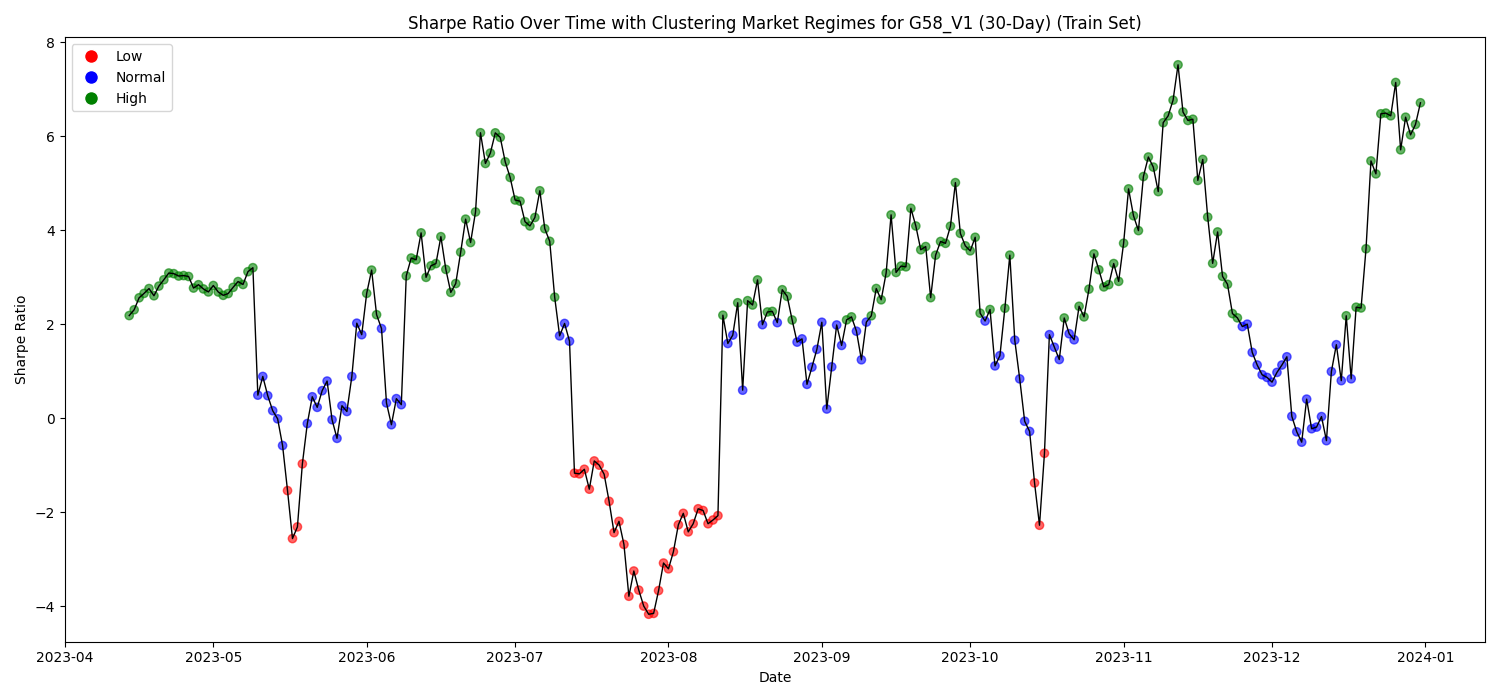 Sharpe Ratio Over Time with Clustering Market Regimes for G58_V1 (30-Day) (Train Set)
Low
Normal
High
Sharpe Ratio
8
6
4
2
0
−2
−4
2023-04 2023-05 2023-06 2023-07 2023-08 2023-09 2023-10 2023-11 2023-12 2024-01
Date